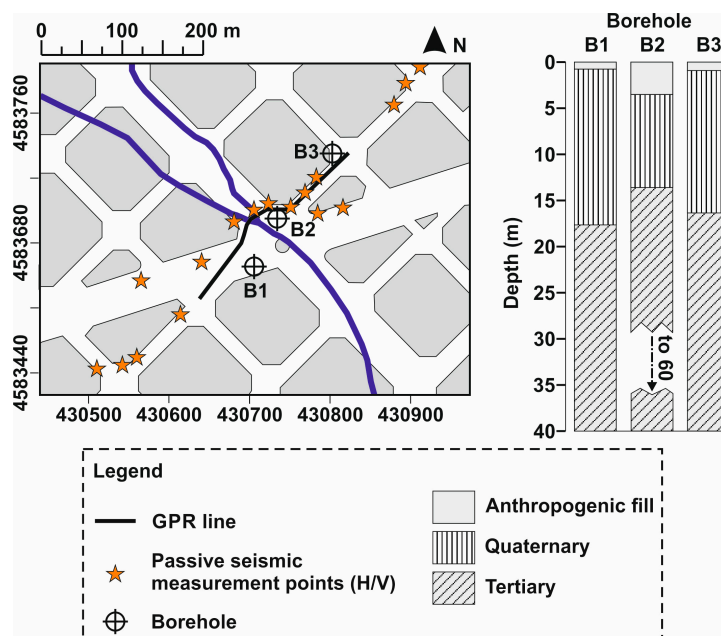 0 100 200 m
N
4583760
4583680
4583440
B3
B2
B1
430500 430600 430700 430800 430900
Borehole
B1 B2 B3
Depth (m)
0
5
10
15
20
25
30
35
40
to 60
Legend
GPR line
Passive seismic
measurement points (H/V)
Borehole
Anthropogenic fill
Quaternary
Tertiary